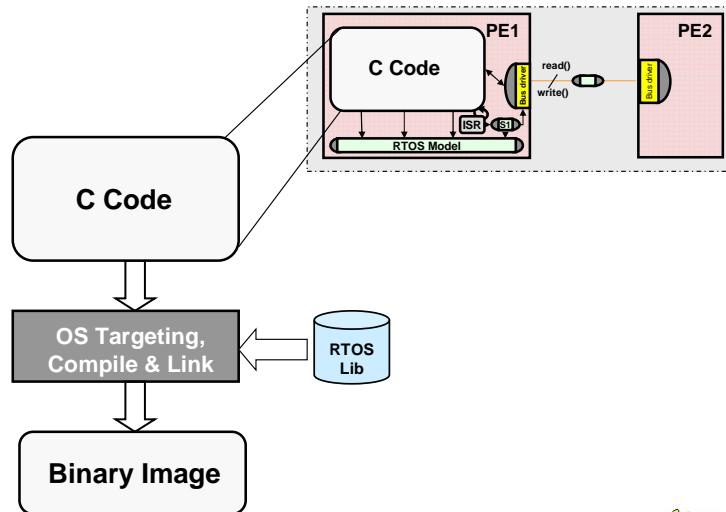 PE1
PE2
C Code
Bus driver
read()
write()
Bus driver
ISR
S1
RTOS Model
C Code
OS Targeting,
Compile & Link
RTOS
Lib
Binary Image